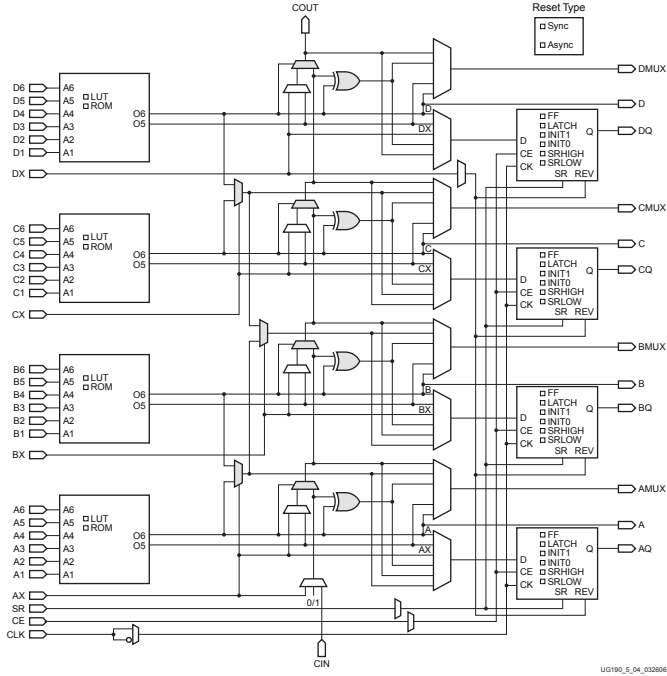 COUT
Reset Type
Sync
Async
D6 A6
D5 A5
D4 A4
D3 A3
D2 A2
D1 A1
LUT
ROM
O6
O5
DX
D
DX
DMUX
D
DQ
D
CE
CK
FF
LATCH
INIT1
INIT0
SRHIGH
SRLOW
SR REV
Q
C6 A6
C5 A5
C4 A4
C3 A3
C2 A2
C1 A1
LUT
ROM
O6
O5
CX
C
CX
CMUX
C
CQ
D
CE
CK
FF
LATCH
INIT1
INIT0
SRHIGH
SRLOW
SR REV
Q
B6 A6
B5 A5
B4 A4
B3 A3
B2 A2
B1 A1
LUT
ROM
O6
O5
BX
B
BX
BMUX
B
BQ
D
CE
CK
FF
LATCH
INIT1
INIT0
SRHIGH
SRLOW
SR REV
Q
A6 A6
A5 A5
A4 A4
A3 A3
A2 A2
A1 A1
LUT
ROM
O6
O5
A
AX
AMUX
A
AQ
D
CE
CK
FF
LATCH
INIT1
INIT0
SRHIGH
SRLOW
SR REV
Q
AX
SR
CE
CLK
0/1
CIN
UG190_5_04_032606